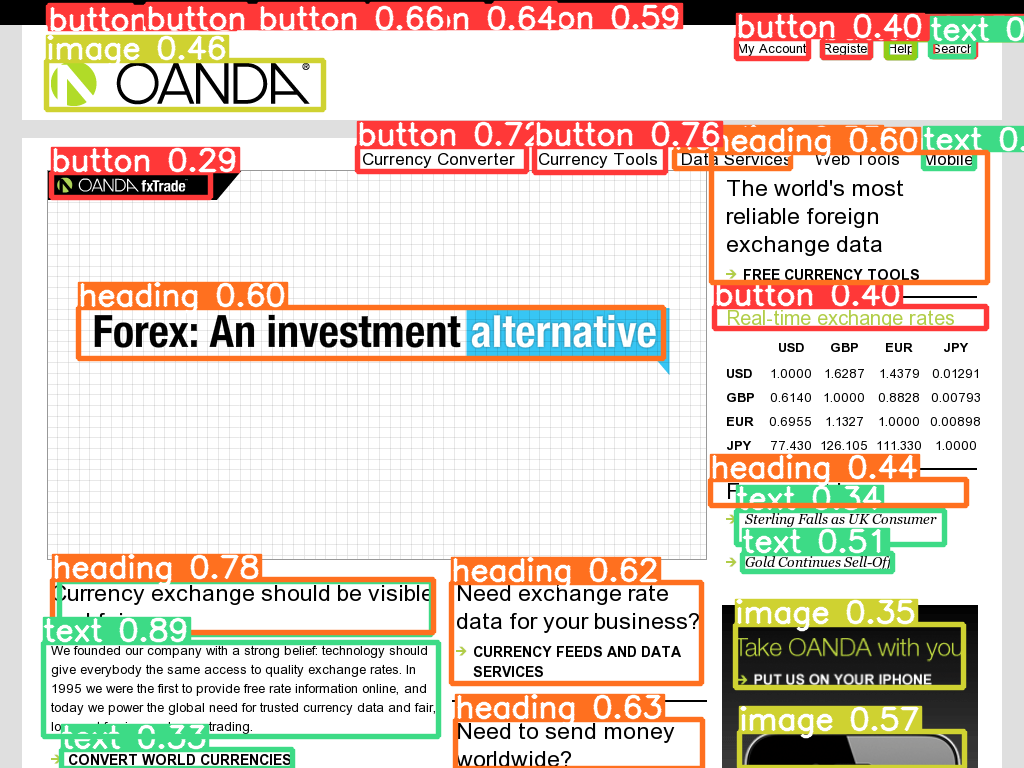 button button 0.66 n 0.64 on 0.59
button 0.40 text 0
image 0.46
My Account Registe Help Search
OANDA®
button 0.72 button 0.76 heading 0.60 text 0.
Currency Converter Currency Tools Data Services Web Tools Mobile
button 0.29
OANDA fxTrade
The world's most
reliable foreign
exchange data
FREE CURRENCY TOOLS
heading 0.60
Forex: An investment alternative
button 0.40
Real-time exchange rates
USD GBP EUR JPY
USD 1.0000 1.6287 1.4379 0.01291
GBP 0.6140 1.0000 0.8828 0.00793
EUR 0.6955 1.1327 1.0000 0.00898
JPY 77.430 126.105 111.330 1.0000
heading 0.44
text 0.34
Sterling Falls as UK Consumer
text 0.51
Gold Continues Sell-Off
heading 0.78
Currency exchange should be visible
text 0.89
We founded our company with a strong belief: technology should
give everybody the same access to quality exchange rates. In
1995 we were the first to provide free rate information online, and
today we power the global need for trusted currency data and fair,
trading.
text 0.33
CONVERT WORLD CURRENCIES
heading 0.62
Need exchange rate
data for your business?
CURRENCY FEEDS AND DATA
SERVICES
heading 0.63
Need to send money
worldwide?
image 0.35
Take OANDA with you
PUT US ON YOUR IPHONE
image 0.57